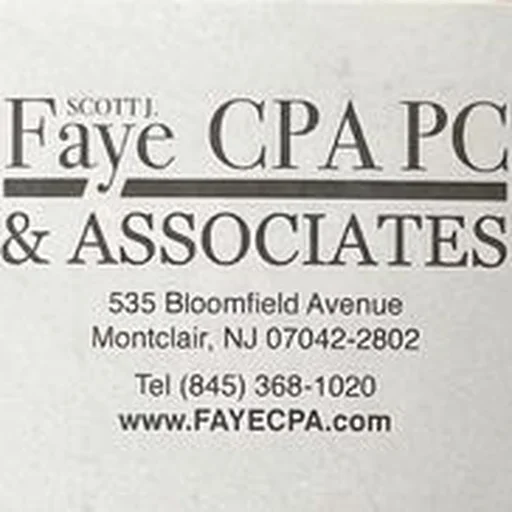 SCOTT J.
Faye CPA PC
& ASSOCIATES
535 Bloomfield Avenue
Montclair, NJ 07042-2802
Tel (845) 368-1020
www.FAYECPA.com